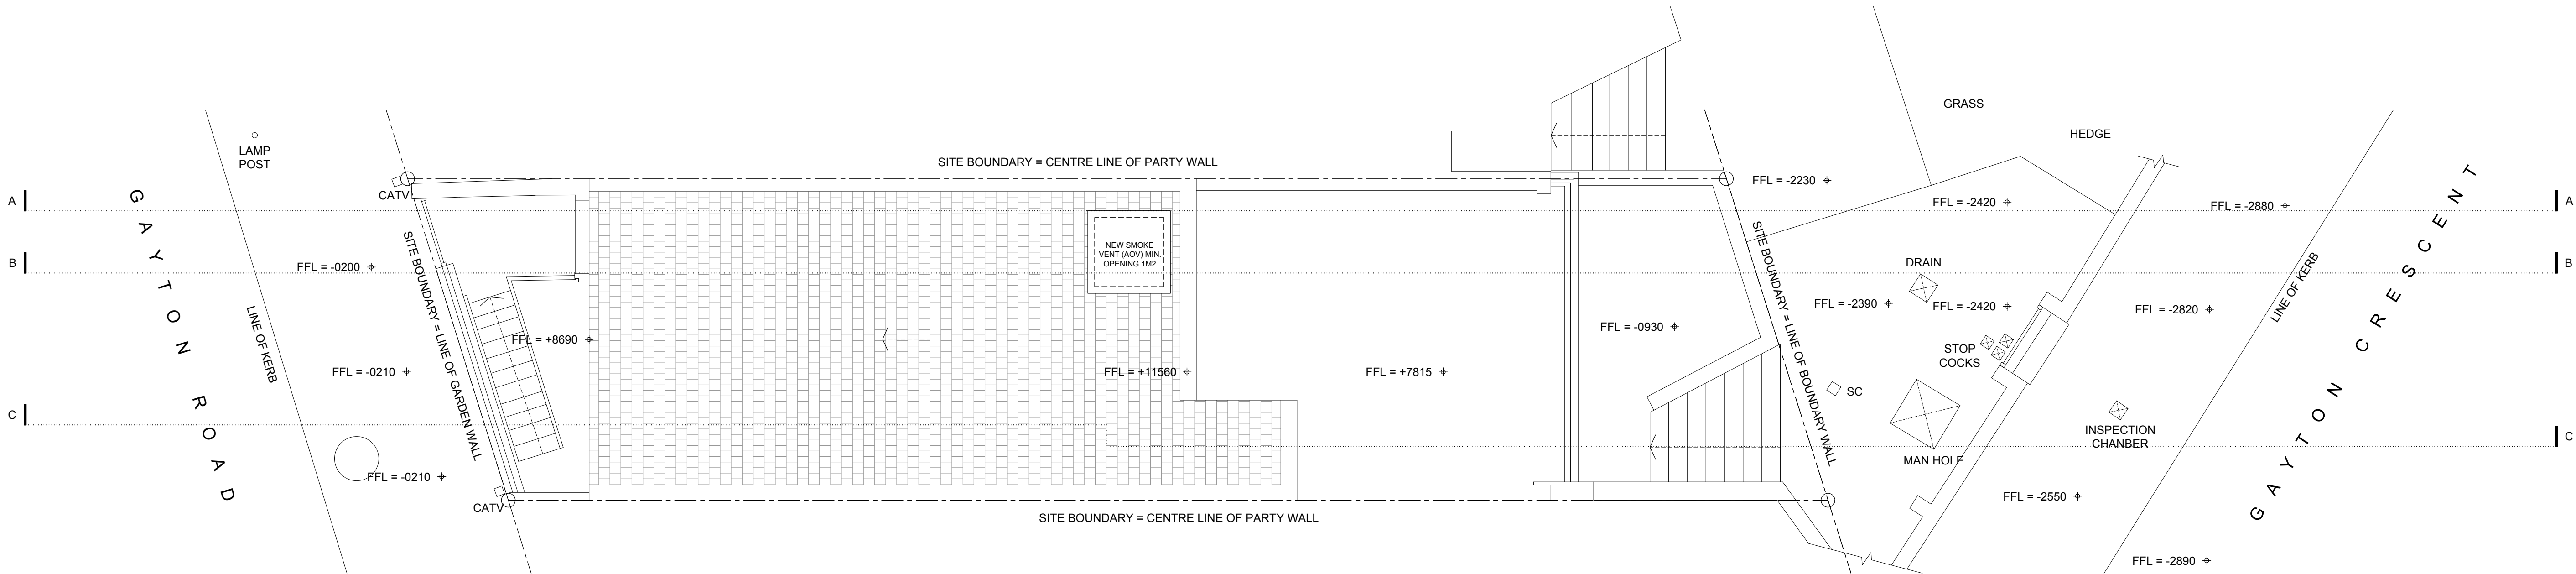 GRASS
HEDGE
LAMP
POST
SITE BOUNDARY = CENTRE LINE OF PARTY WALL
CATV
FFL = -2230
A
A
FFL = -2420
FFL = -2880
GAYTON ROAD
GAYTON CRESCENT
NEW SMOKE
VENT (AOV) MIN.
OPENING 1M2
B
B
FFL = -0200
DRAIN
LINE OF KERB
LINE OF KERB
SITE BOUNDARY = LINE OF GARDEN WALL
SITE BOUNDARY = LINE OF BOUNDARY WALL
FFL = -2390
FFL = -2420
FFL = -2820
FFL = +8690
FFL = -0930
STOP
COCKS
FFL = -0210
FFL = +11560
FFL = +7815
SC
C
C
INSPECTION
CHANBER
MAN HOLE
FFL = -0210
FFL = -2550
CATV
SITE BOUNDARY = CENTRE LINE OF PARTY WALL
FFL = -2890